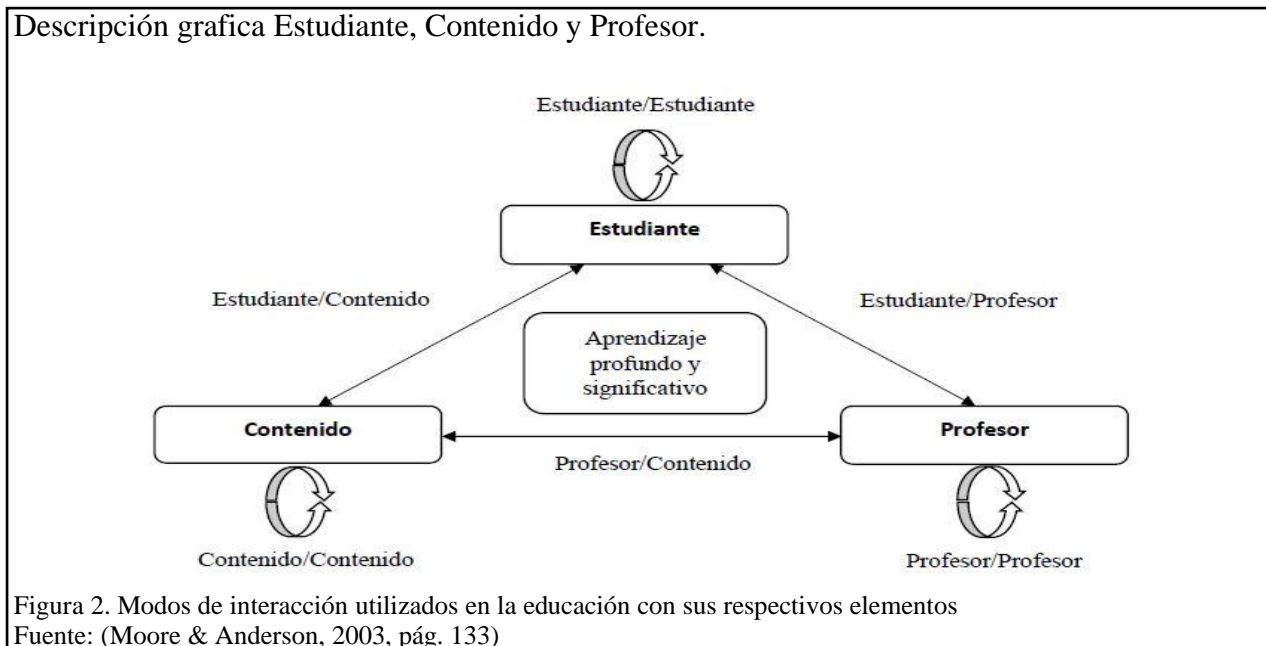 Descripción grafica Estudiante, Contenido y Profesor.
Estudiante/Estudiante
Estudiante
Estudiante/Contenido
Estudiante/Profesor
Aprendizaje
profundo y
significativo
Contenido
Profesor
Profesor/Contenido
Contenido/Contenido
Profesor/Profesor
Figura 2. Modos de interacción utilizados en la educación con sus respectivos elementos
Fuente: (Moore & Anderson, 2003, pág. 133)